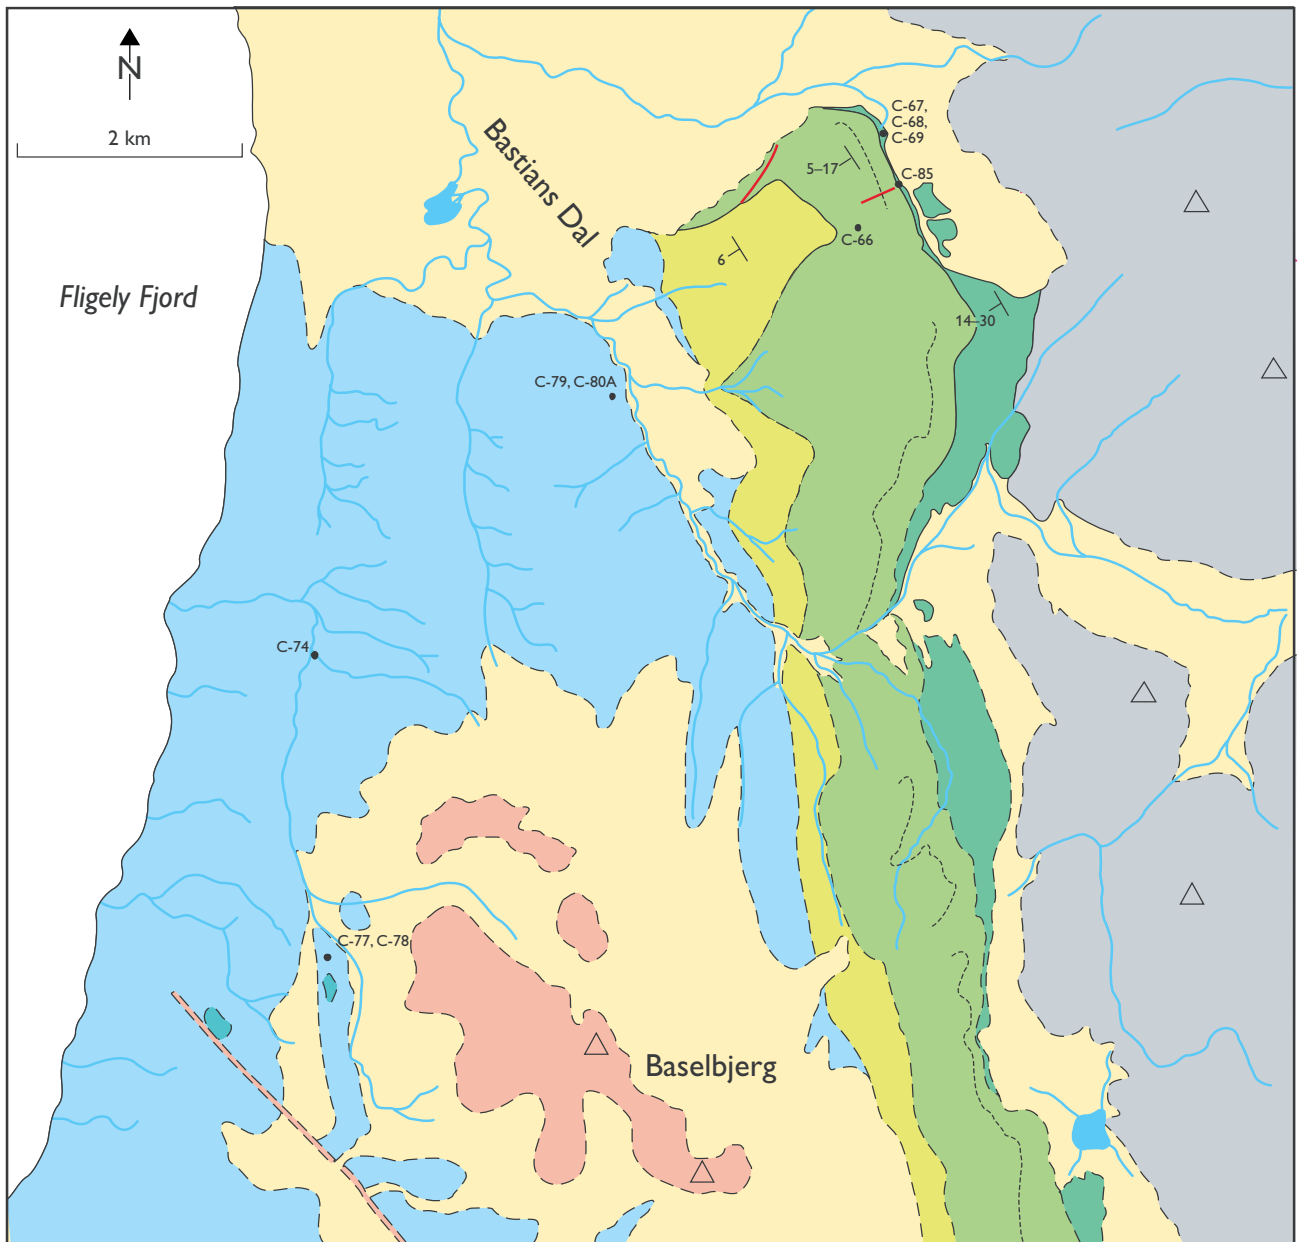 N
2 km
Fligely Fjord
Bastians Dal
C-67,
C-68,
C-69
5–17
C-85
C-66
6
14–30
C-79, C-80A
C-74
C-77, C-78
Baselbjerg